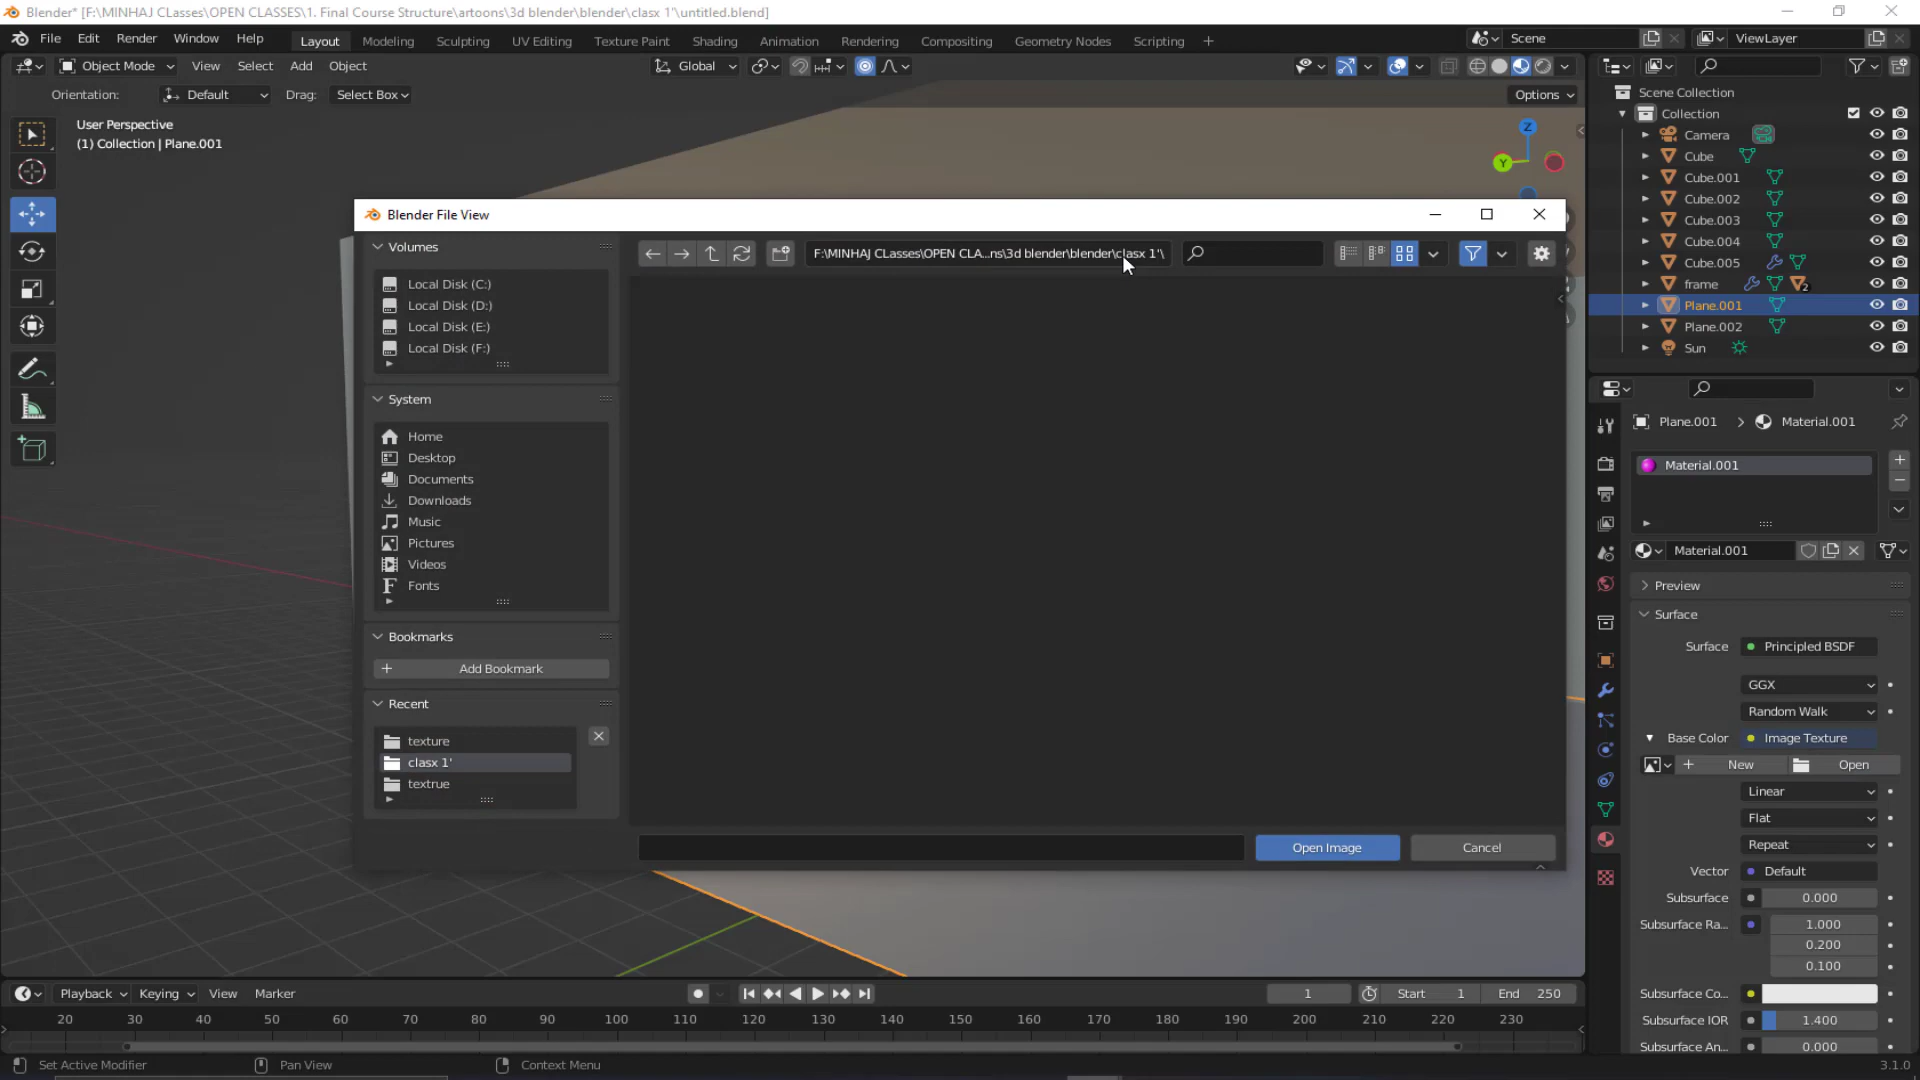 Blender* [F:\MINHAJ CLasses\OPEN CLASSES\1. Final Course Structure\artoons\3d blender\blender\clasx 1'\untitled.blend]
File Edit Render Window Help Layout Modeling Sculpting UV Editing Texture Paint Shading Animation Rendering Compositing Geometry Nodes Scripting + Scene ViewLayer
Object Mode View Select Add Object Global
Orientation: Default Drag: Select Box Options
User Perspective
(1) Collection | Plane.001
Z
Y
Scene Collection
Collection
Camera
Cube
Cube.001
Cube.002
Cube.003
Cube.004
Cube.005
frame 2
Plane.001
Plane.002
Sun
Blender File View
Volumes
Local Disk (C:)
Local Disk (D:)
Local Disk (E:)
Local Disk (F:)
System
Home
Desktop
Documents
Downloads
Music
Pictures
Videos
Fonts
Bookmarks
+ Add Bookmark
Recent
texture
clasx 1'
textrue
F:\MINHAJ CLasses\OPEN CLA...ns\3d blender\blender\clasx 1'\
Open Image Cancel
Plane.001 > Material.001
Material.001
Material.001
Preview
Surface
Surface Principled BSDF
GGX
Random Walk
Base Color Image Texture
+ New Open
Linear
Flat
Repeat
Vector Default
Subsurface 0.000
Subsurface Ra... 1.000
0.200
0.100
Subsurface Co...
Subsurface IOR 1.400
Subsurface An... 0.000
Playback Keying View Marker 1 Start 1 End 250
20 30 40 50 60 70 80 90 100 110 120 130 140 150 160 170 180 190 200 210 220 230
Set Active Modifier Pan View Context Menu 3.1.0